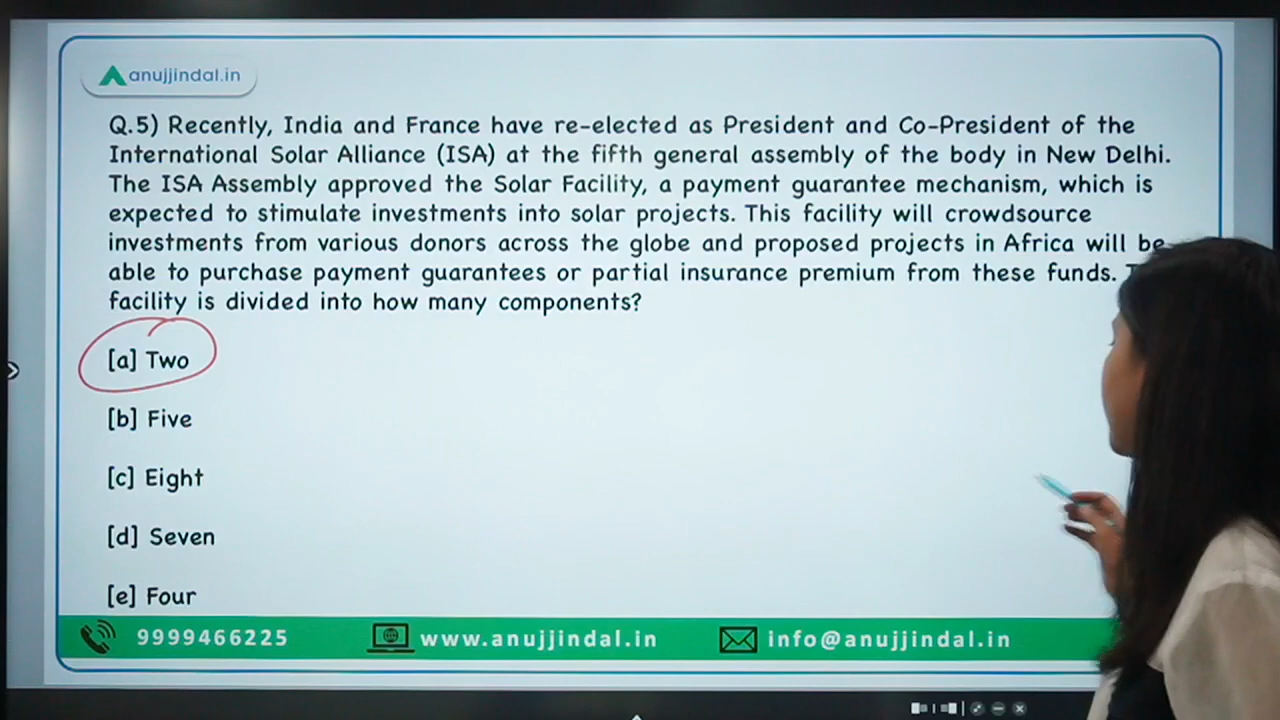 anujjindal.in
Q.5) Recently, India and France have re-elected as President and Co-President of the
International Solar Alliance (ISA) at the fifth general assembly of the body in New Delhi.
The ISA Assembly approved the Solar Facility, a payment guarantee mechanism, which is
expected to stimulate investments into solar projects. This facility will crowdsource
investments from various donors across the globe and proposed projects in Africa will be
able to purchase payment guarantees or partial insurance premium from these funds.
facility is divided into how many components?
[a] Two
[b] Five
[c] Eight
[d] Seven
[e] Four
9999466225 www.anujjindal.in info@anujjindal.in